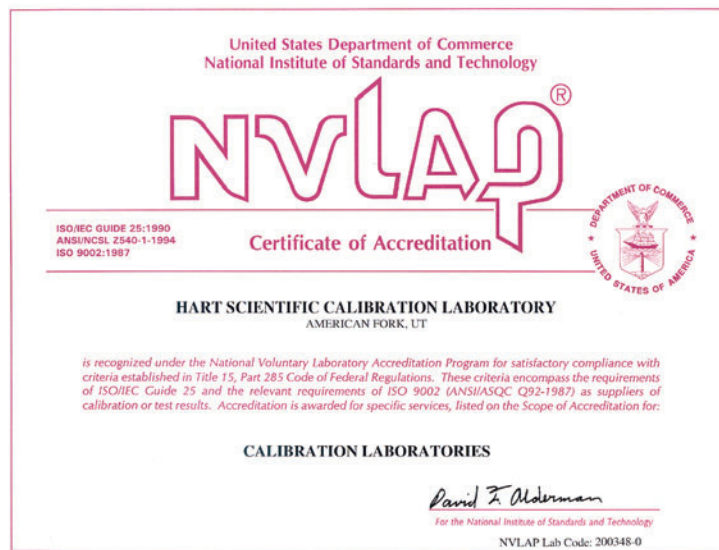 United States Department of Commerce
National Institute of Standards and Technology
NVLAP®
ISO/IEC GUIDE 25:1990
ANSI/NCSL Z540-1-1994
ISO 9002:1987
Certificate of Accreditation
DEPARTMENT OF COMMERCE
UNITED STATES OF AMERICA
HART SCIENTIFIC CALIBRATION LABORATORY
AMERICAN FORK, UT
is recognized under the National Voluntary Laboratory Accreditation Program for satisfactory compliance with
criteria established in Title 15, Part 285 Code of Federal Regulations. These criteria encompass the requirements
of ISO/IEC Guide 25 and the relevant requirements of ISO 9002 (ANSI/ASQC Q92-1987) as suppliers of
calibration or test results. Accreditation is awarded for specific services, listed on the Scope of Accreditation for:
CALIBRATION LABORATORIES
David F. Alderman
For the National Institute of Standards and Technology
NVLAP Lab Code: 200348-0